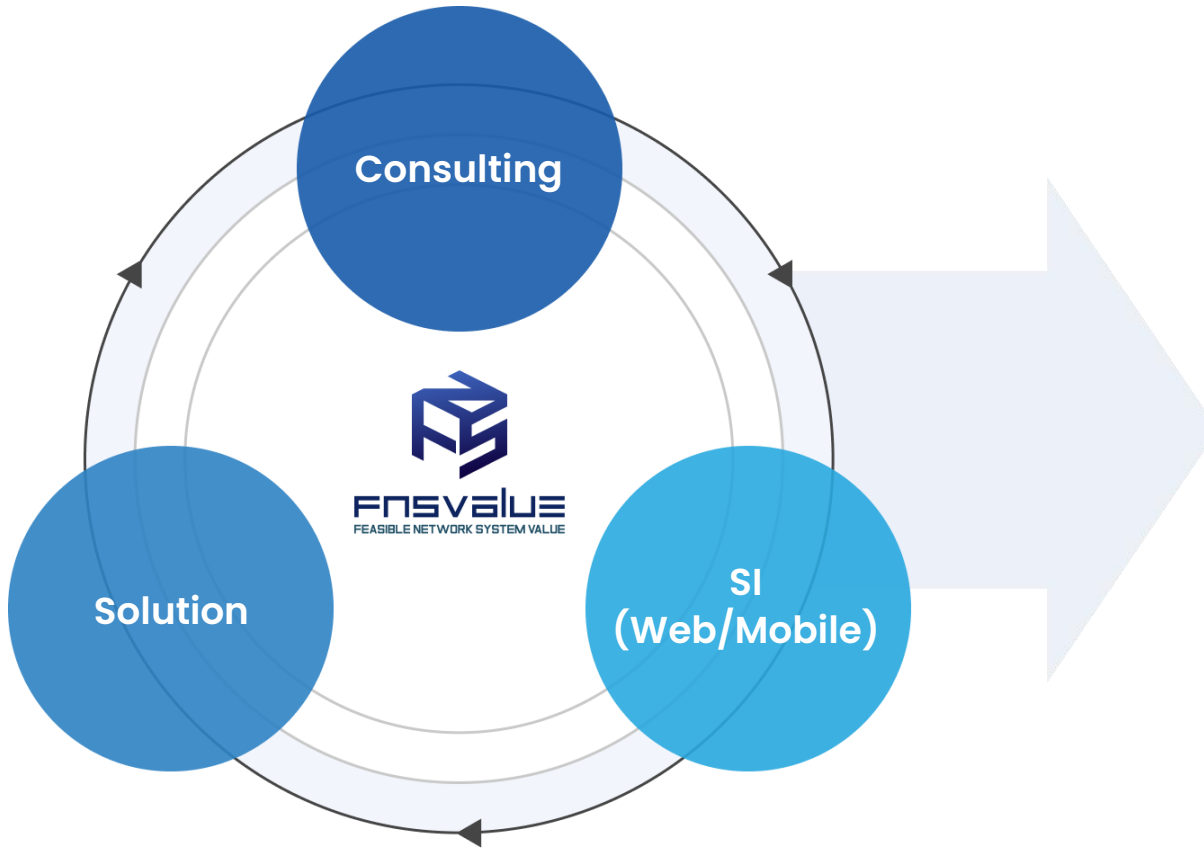 Consulting
FNSVALUE
FEASIBLE NETWORK SYSTEM VALUE
Solution
SI
(Web/Mobile)